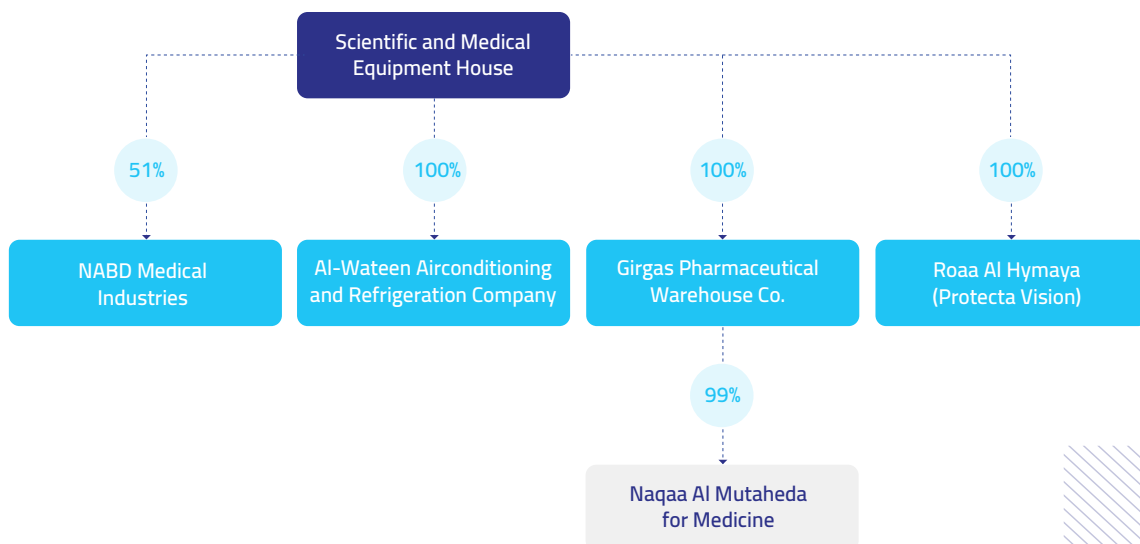 Scientific and Medical
Equipment House
51%
100%
100%
100%
NABD Medical
Industries
Al-Wateen Airconditioning
and Refrigeration Company
Girgas Pharmaceutical
Warehouse Co.
Roaa Al Hymaya
(Protecta Vision)
99%
Naqaa Al Mutaheda
for Medicine